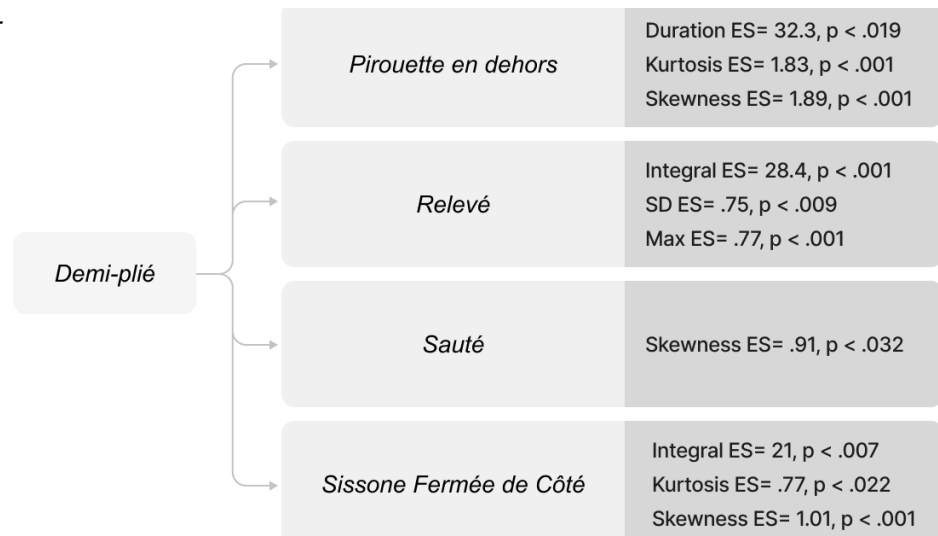 Pirouette en dehors
Duration ES= 32.3, p < .019
Kurtosis ES= 1.83, p < .001
Skewness ES= 1.89, p < .001
Relevé
Integral ES= 28.4, p < .001
SD ES= .75, p < .009
Max ES= .77, p < .001
Demi-plié
Sauté
Skewness ES= .91, p < .032
Sissone Fermée de Côté
Integral ES= 21, p < .007
Kurtosis ES= .77, p < .022
Skewness ES= 1.01, p < .001